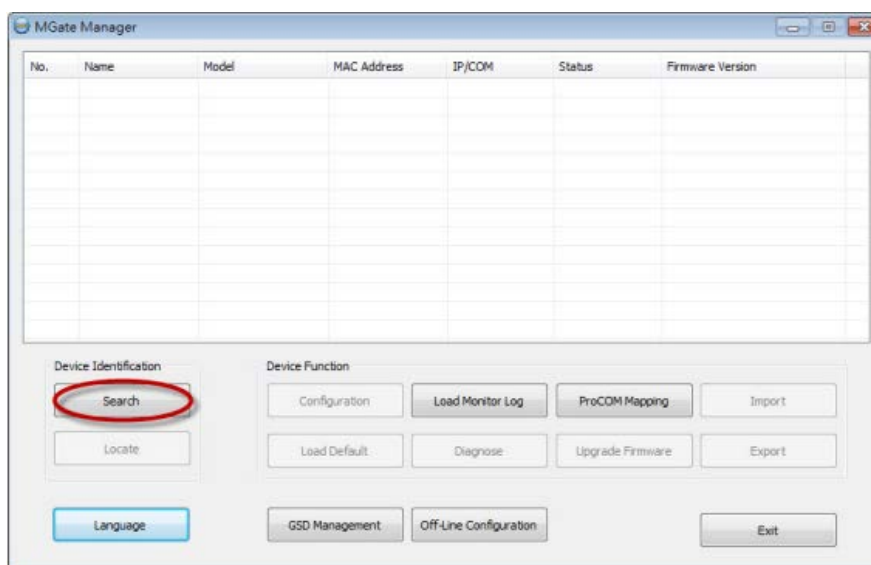 MGate Manager
No. Name Model MAC Address IP/COM Status Firmware Version
Device Identification Device Function
Search Configuration Load Monitor Log ProCOM Mapping Import
Locate Load Default Diagnose Upgrade Firmware Export
Language GSD Management Off-Line Configuration Exit